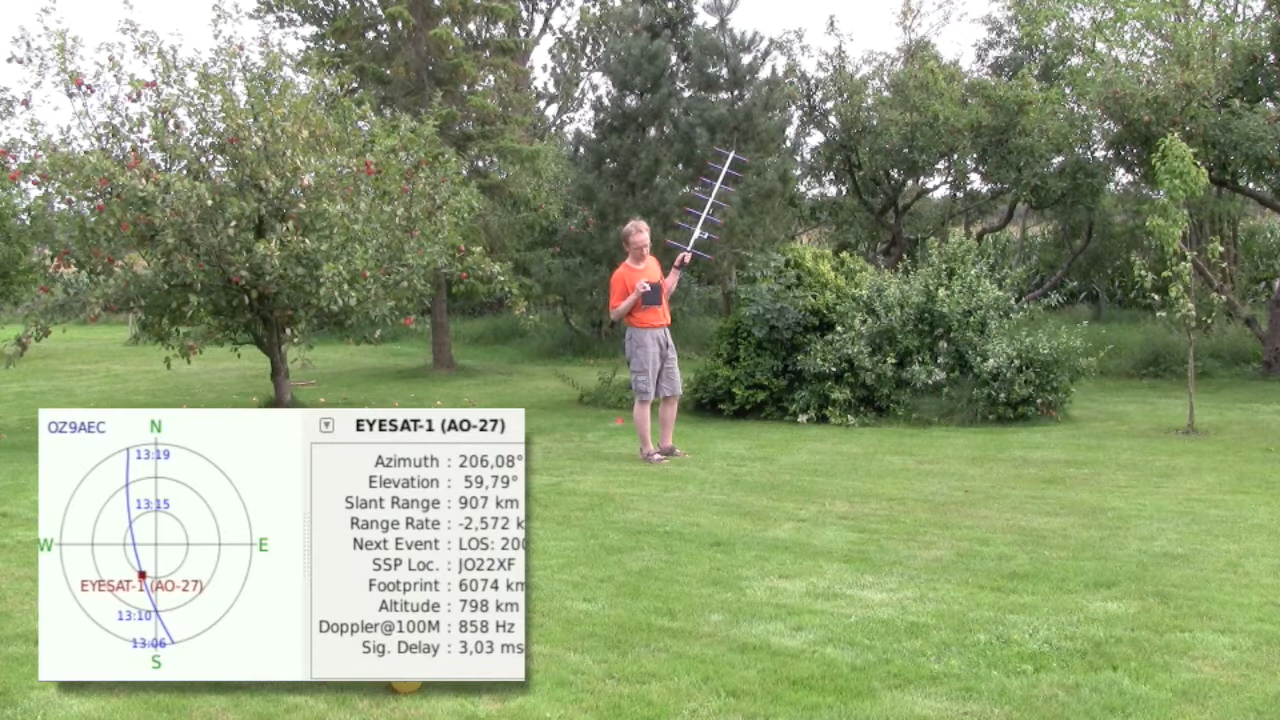 OZ9AEC
N
13:19
13:15
W
E
EYESAT-1 (AO-27)
13:10
13:06
S
EYESAT-1 (AO-27)
Azimuth : 206,08°
Elevation : 59,79°
Slant Range : 907 km
Range Rate : -2,572 k
Next Event : LOS: 200
SSP Loc. : JO22XF
Footprint : 6074 km
Altitude : 798 km
Doppler@100M : 858 Hz
Sig. Delay : 3,03 ms